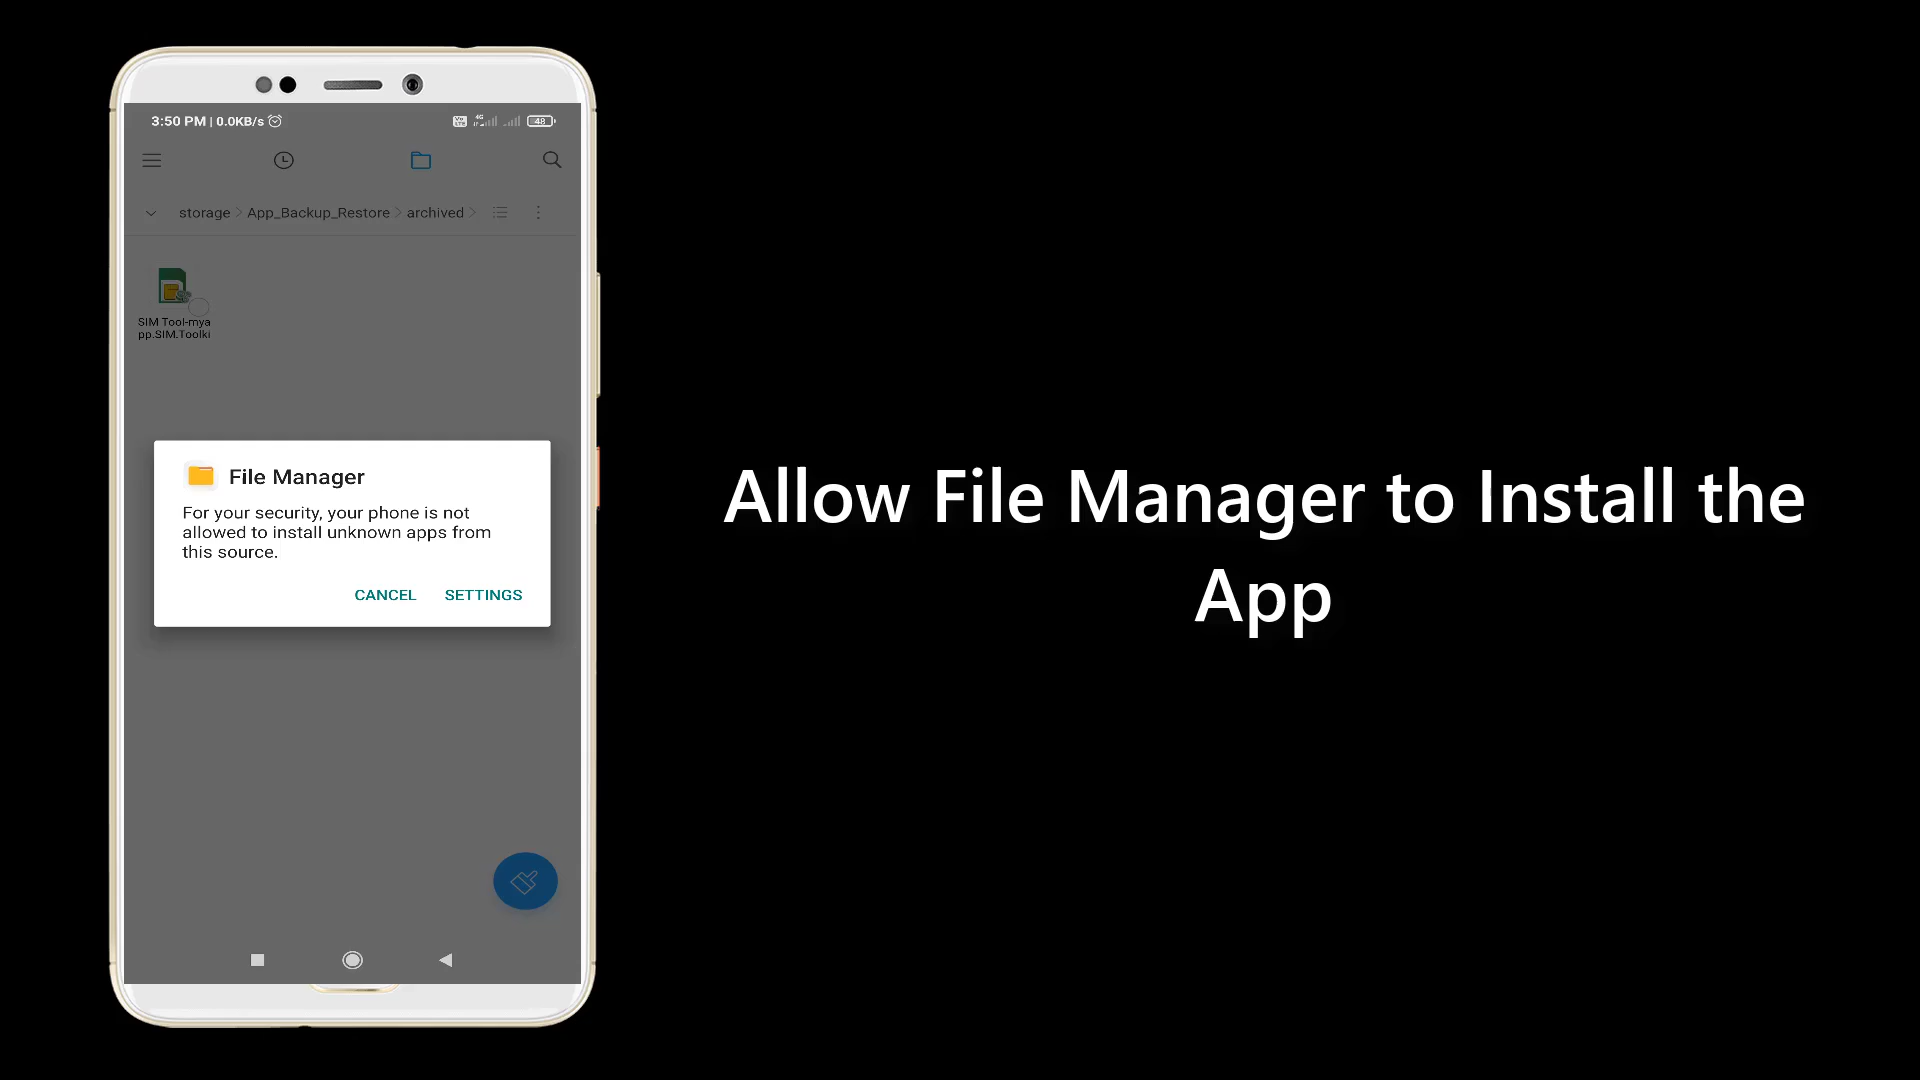 3:50 PM | 0.0KB/s
4G
48
storage > App_Backup_Restore > archived >
SIM Tool-mya
pp.SIM.Toolki
File Manager
For your security, your phone is not
allowed to install unknown apps from
this source.
CANCEL SETTINGS
Allow File Manager to Install the
App